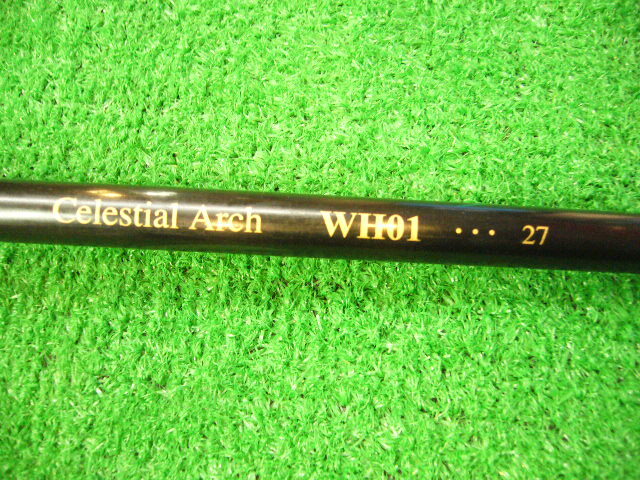 Celestial Arch WH01 ... 27